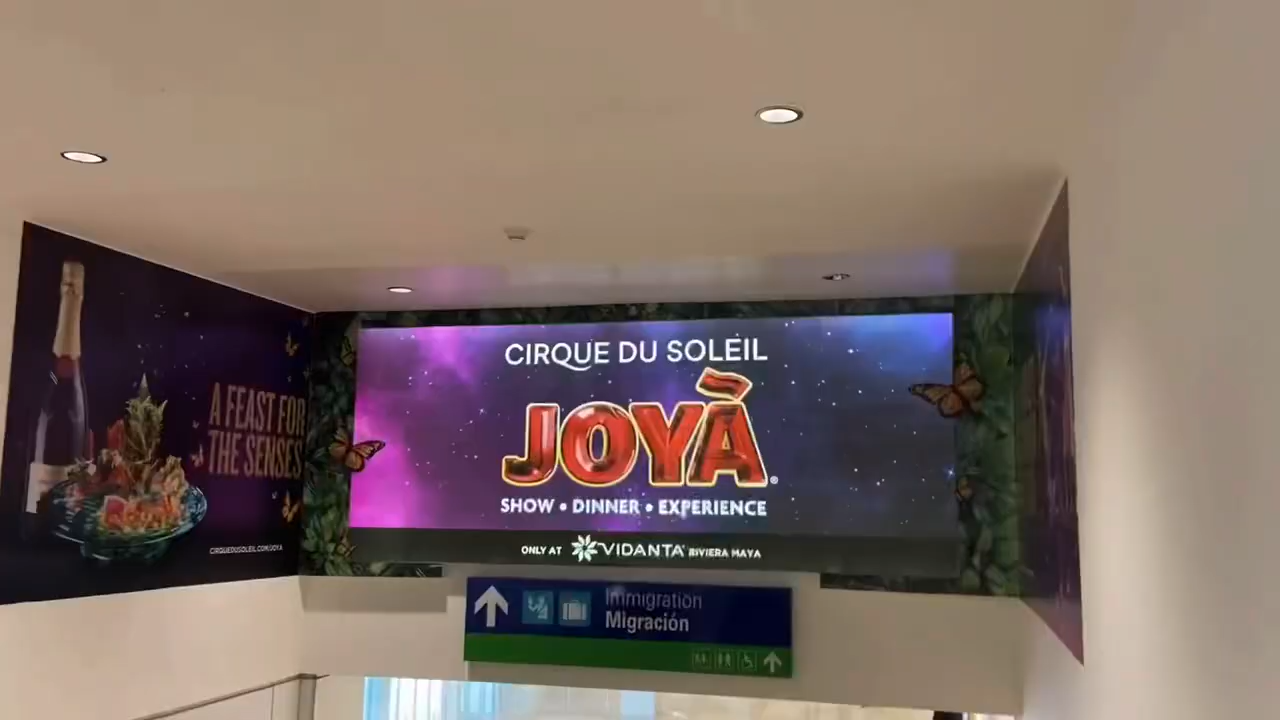 A FEAST FOR
THE SENSES
CIRQUEDUSOLEIL.COM/JOYA
CIRQUE DU SOLEIL
JOYÀ®
SHOW • DINNER • EXPERIENCE
ONLY AT VIDANTA RIVIERA MAYA
Immigration
Migración